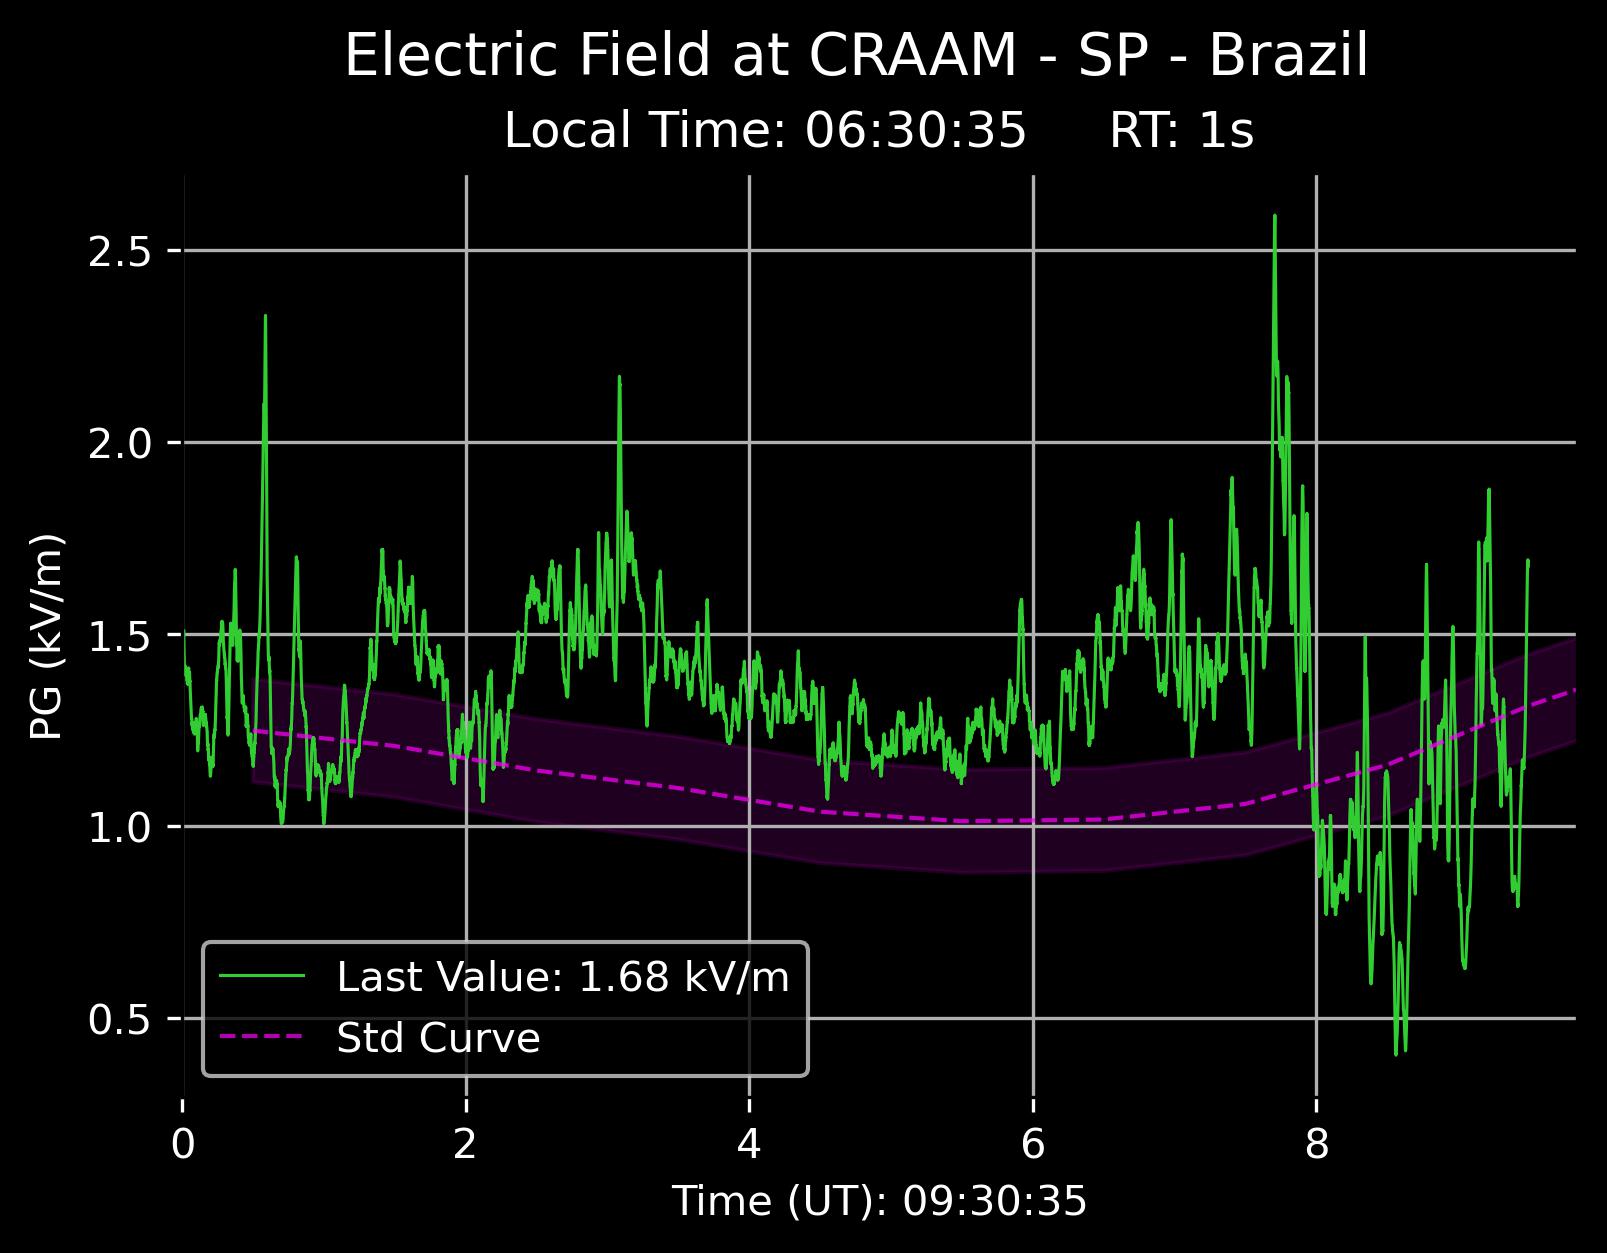 Electric Field at CRAAM - SP - Brazil
Local Time: 06:30:35 RT: 1s
PG (kV/m)
2.5
2.0
1.5
1.0
0.5
Last Value: 1.68 kV/m
Std Curve
0 2 4 6 8
Time (UT): 09:30:35